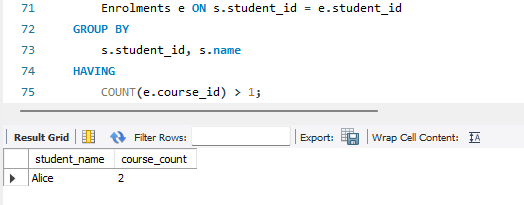 71 Enrolments e ON s.student_id = e.student_id
72 GROUP BY
73 s.student_id, s.name
74 HAVING
75 COUNT(e.course_id) > 1;
Result Grid Filter Rows: Export: Wrap Cell Content: IA
student_name course_count
Alice 2